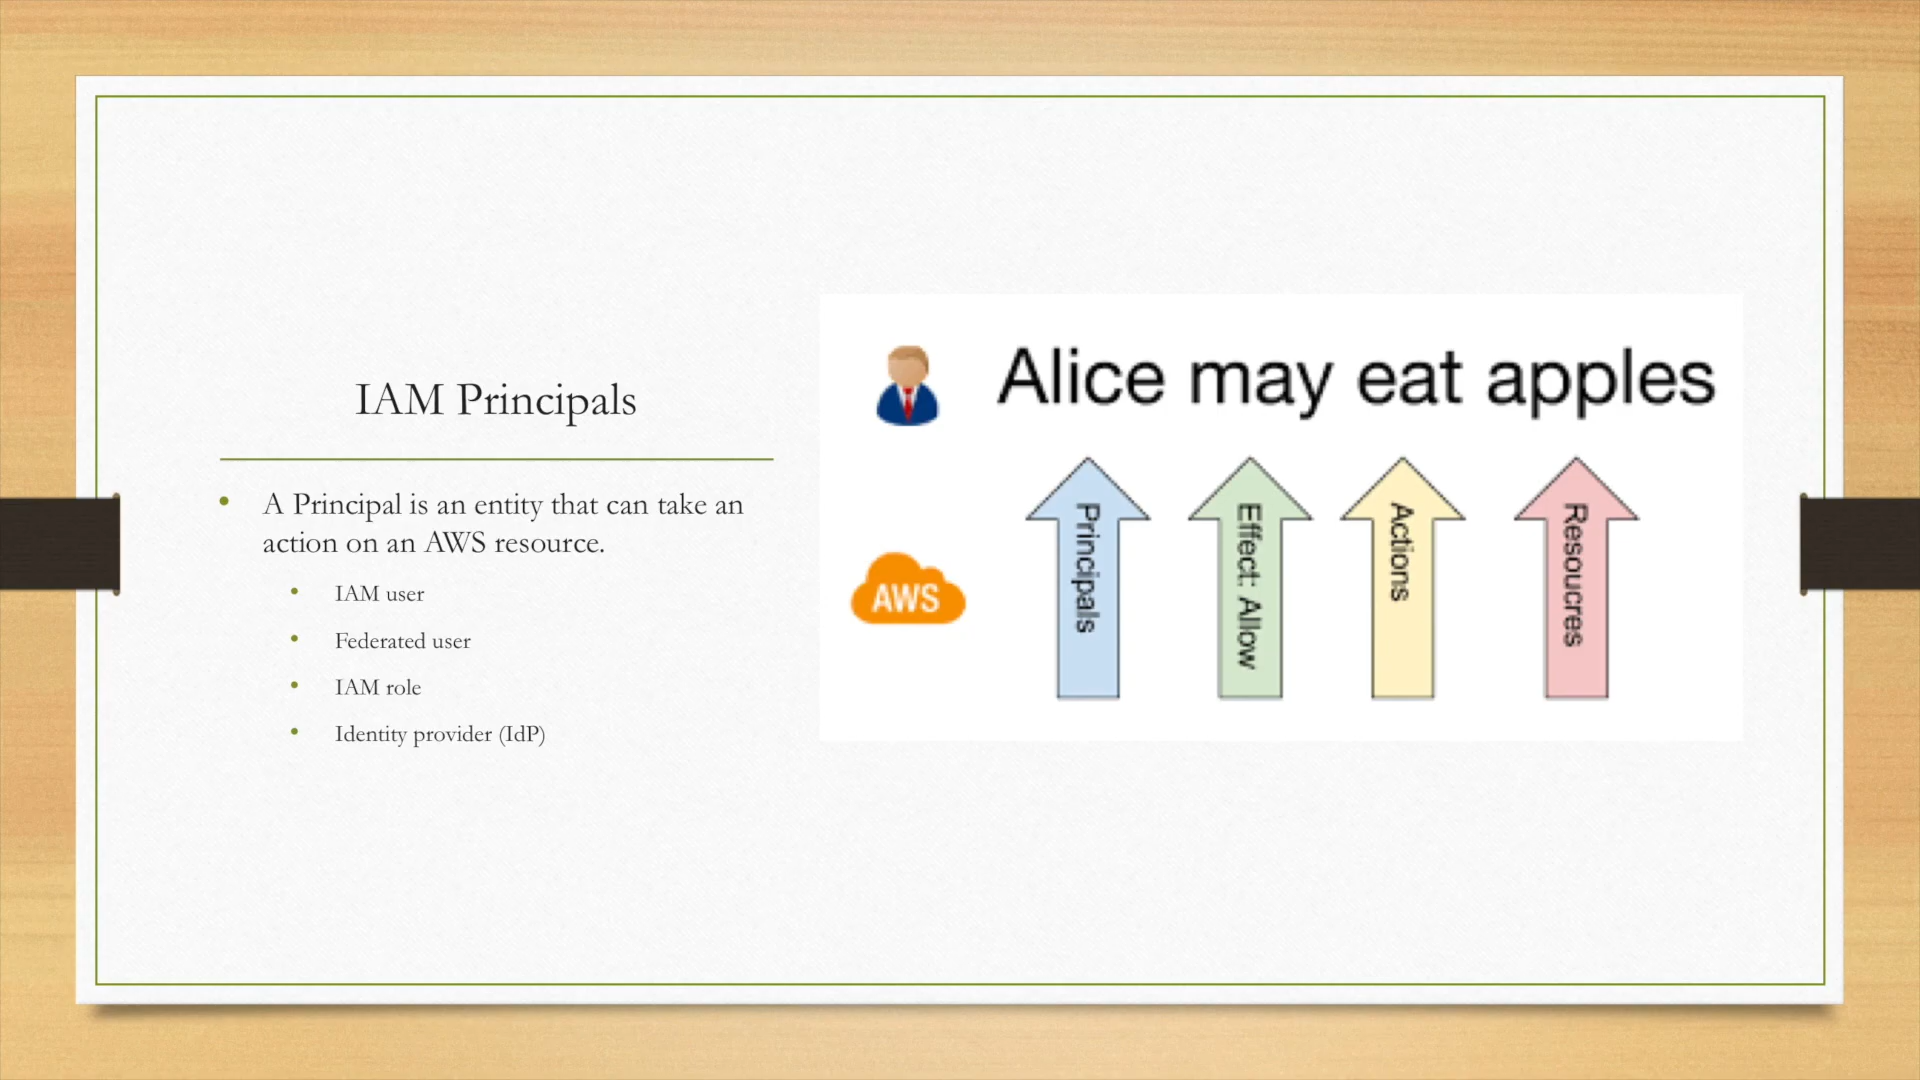 IAM Principals
A Principal is an entity that can take an
action on an AWS resource.
IAM user
Federated user
IAM role
Identity provider (IdP)
Alice may eat apples
AWS
Principals
Effect: Allow
Actions
Resoucres